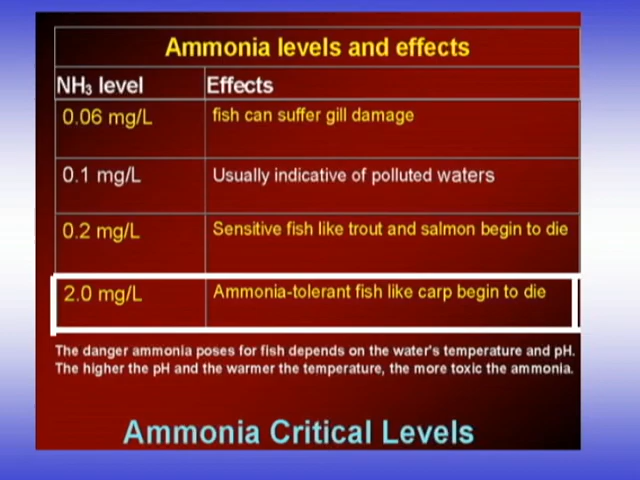 Ammonia levels and effects
NH₃ level Effects
0.06 mg/L fish can suffer gill damage
0.1 mg/L Usually indicative of polluted waters
0.2 mg/L Sensitive fish like trout and salmon begin to die
2.0 mg/L Ammonia-tolerant fish like carp begin to die
The danger ammonia poses for fish depends on the water's temperature and pH.
The higher the pH and the warmer the temperature, the more toxic the ammonia.
Ammonia Critical Levels